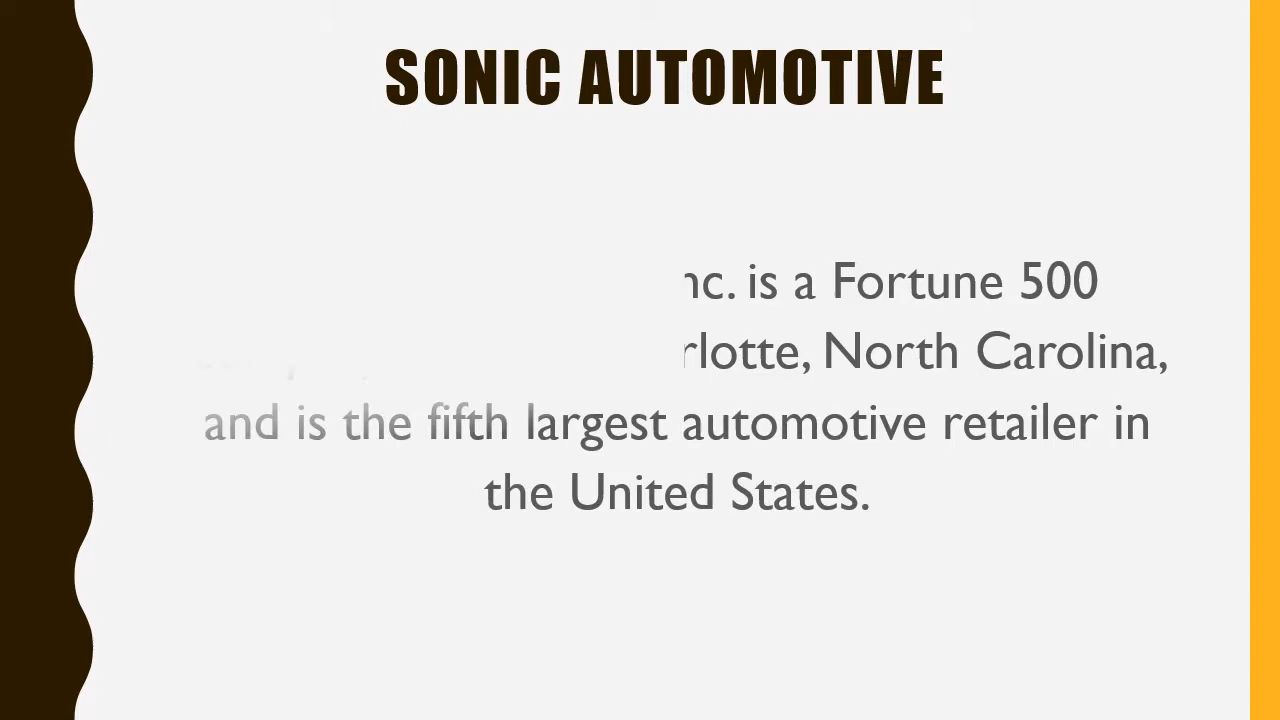 SONIC AUTOMOTIVE
nc. is a Fortune 500
rlotte, North Carolina,
and is the fifth largest automotive retailer in
the United States.